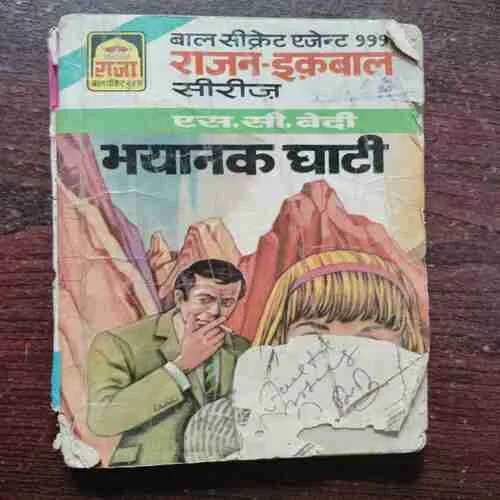 राजा
बाल सीक्रेट एजेन्ट 999
राजन-इक़बाल
सीरीज़
एस. सी. बेदी
भयानक घाटी